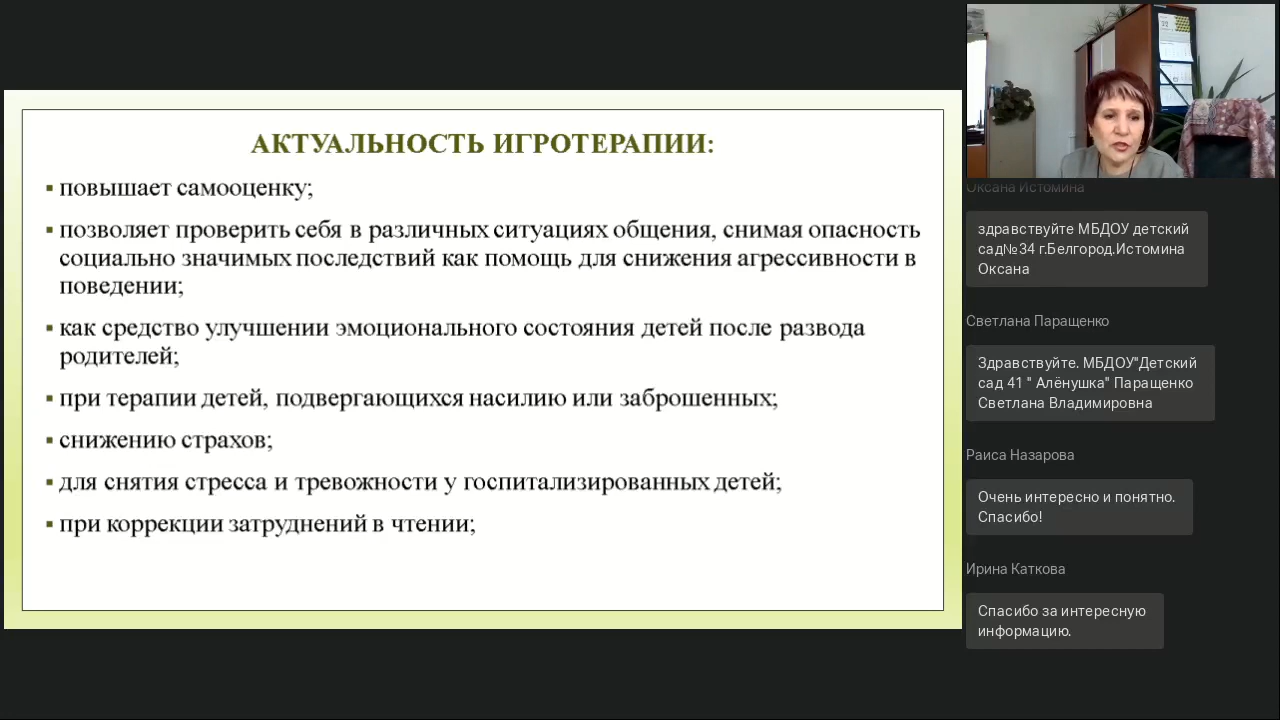 АКТУАЛЬНОСТЬ ИГРОТЕРАПИИ:
▪ повышает самооценку;
▪ позволяет проверить себя в различных ситуациях общения, снимая опасность
социально значимых последствий как помощь для снижения агрессивности в
поведении;
▪ как средство улучшении эмоционального состояния детей после развода
родителей;
▪ при терапии детей, подвергающихся насилию или заброшенных;
▪ снижению страхов;
▪ для снятия стресса и тревожности у госпитализированных детей;
▪ при коррекции затруднений в чтении;
Оксана Истомина
здравствуйте МБДОУ детский
сад№34 г.Белгород.Истомина
Оксана
Светлана Паращенко
Здравствуйте. МБДОУ"Детский
сад 41 " Алёнушка" Паращенко
Светлана Владимировна
Раиса Назарова
Очень интересно и понятно.
Спасибо!
Ирина Каткова
Спасибо за интересную
информацию.